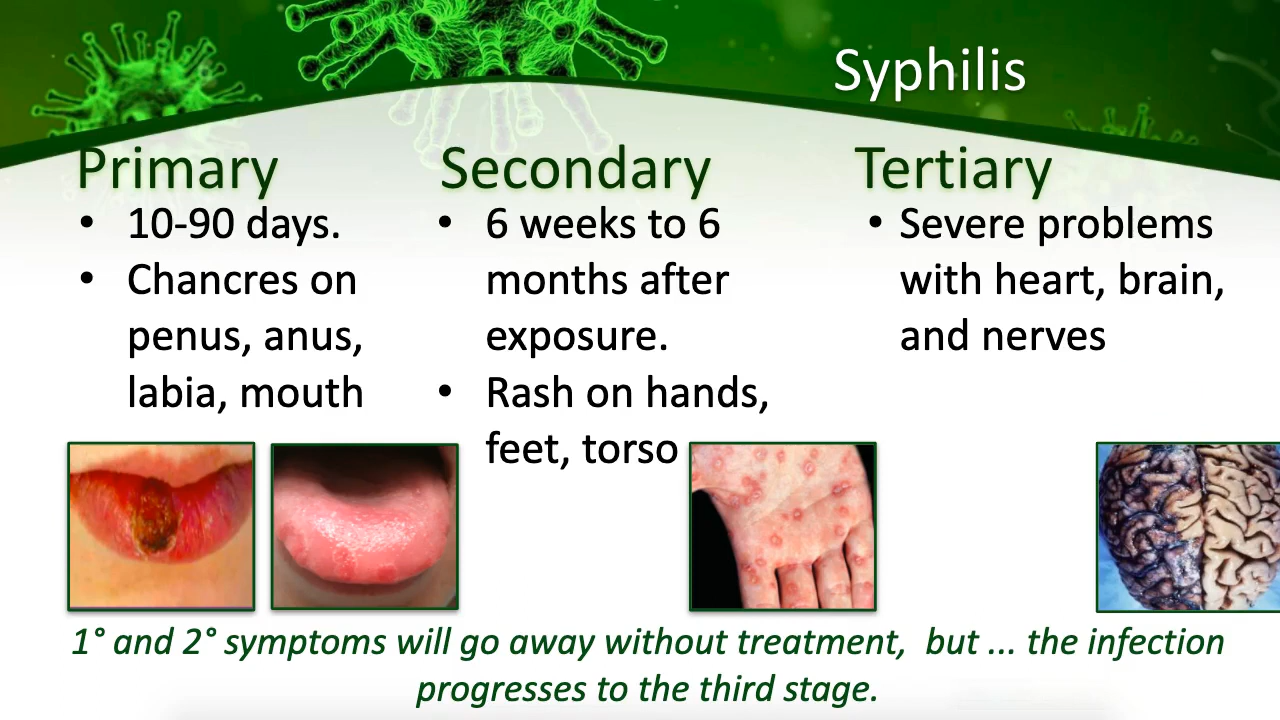 Syphilis
Primary
• 10-90 days.
• Chancres on
penus, anus,
labia, mouth
Secondary
• 6 weeks to 6
months after
exposure.
• Rash on hands,
feet, torso
Tertiary
• Severe problems
with heart, brain,
and nerves
1° and 2° symptoms will go away without treatment,  but ... the infection
progresses to the third stage.